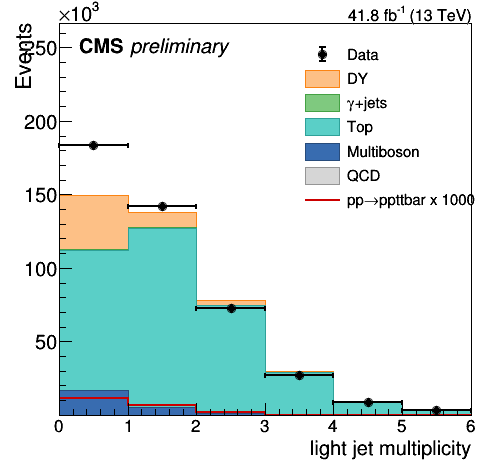 ×10³
41.8 fb⁻¹ (13 TeV)
Events
CMS preliminary
Data
DY
γ+jets
Top
Multiboson
QCD
pp→ppttbar x 1000
250
200
150
100
50
0 1 2 3 4 5 6
light jet multiplicity